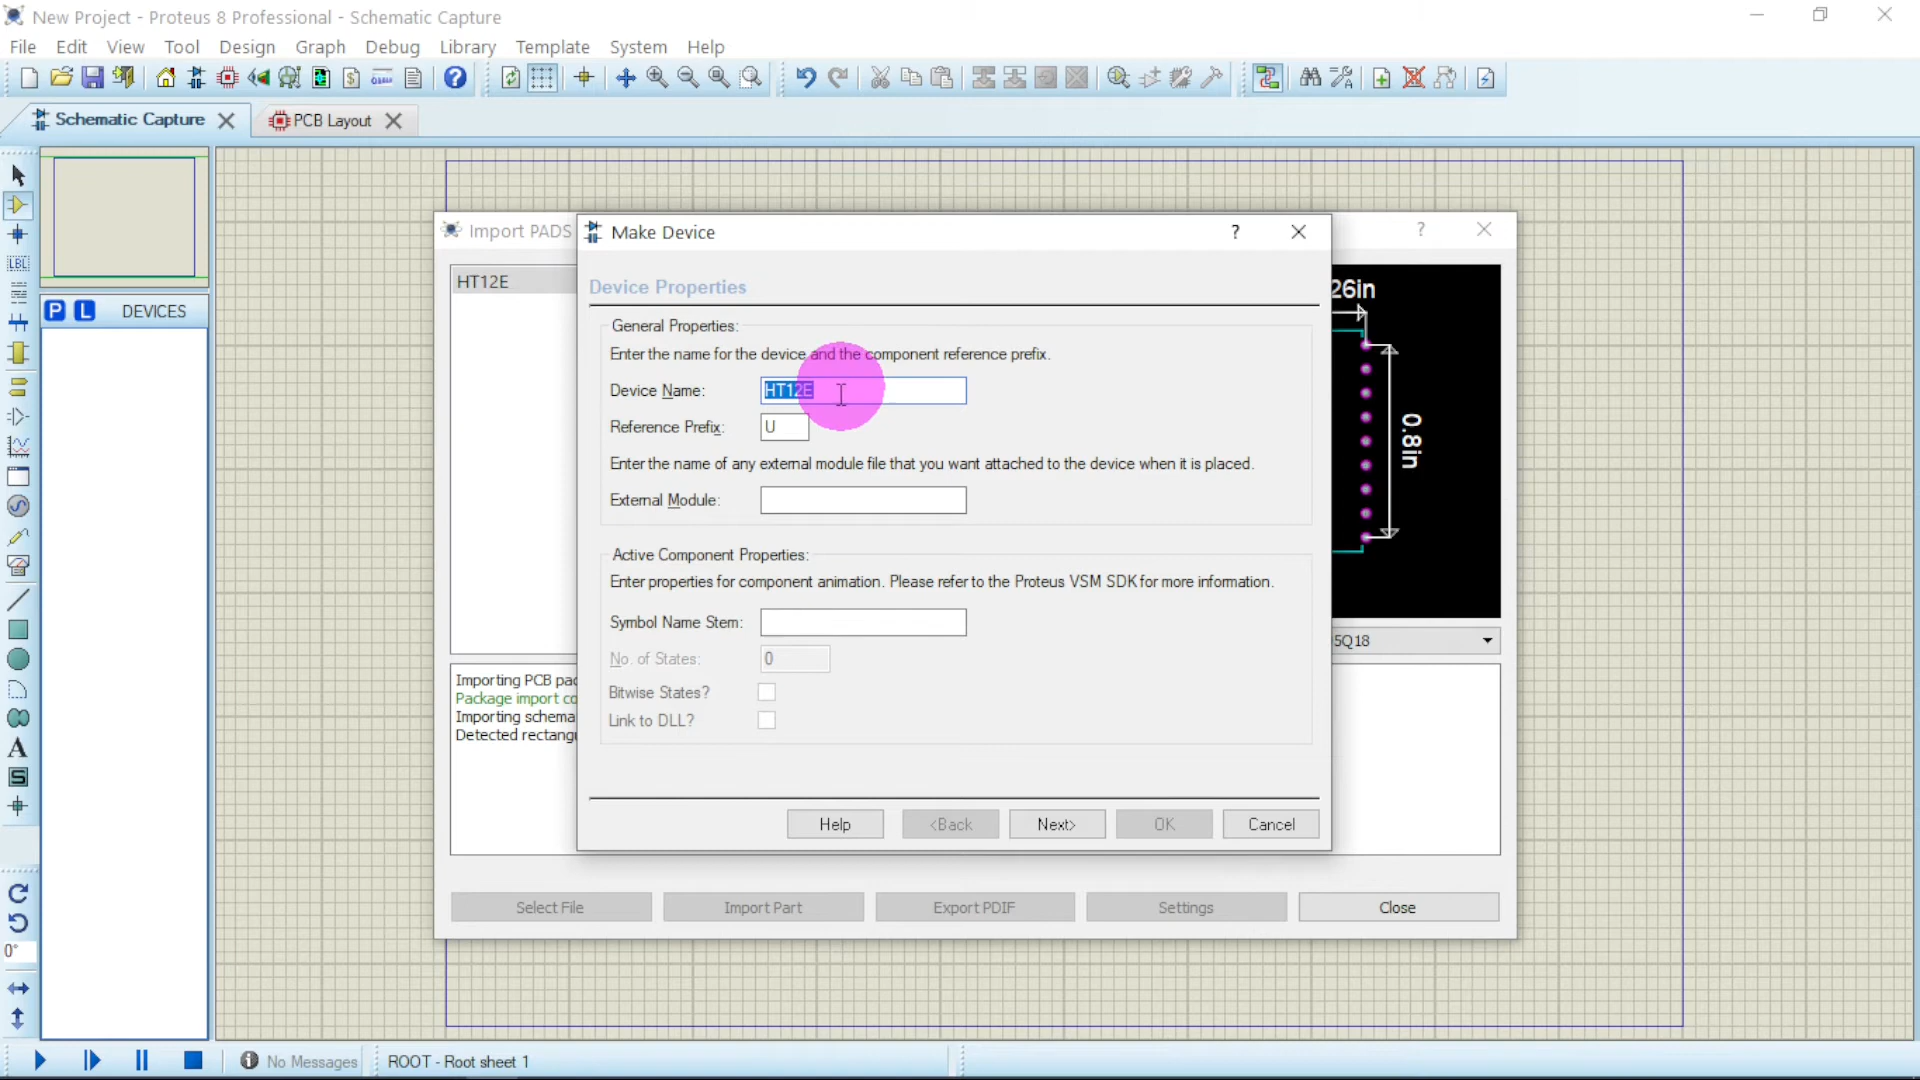 New Project - Proteus 8 Professional - Schematic Capture
File Edit View Tool Design Graph Debug Library Template System Help
Schematic Capture
PCB Layout
P L DEVICES
LBL
A
S
0°
Import PADS
HT12E
Make Device
Device Properties
General Properties:
Enter the name for the device and the component reference prefix.
Device Name: HT12E
Reference Prefix: U
Enter the name of any external module file that you want attached to the device when it is placed.
External Module:
Active Component Properties:
Enter properties for component animation. Please refer to the Proteus VSM SDK for more information.
Symbol Name Stem:
No. of States: 0
Bitwise States?
Link to DLL?
Help <Back Next> OK Cancel
26in
0.8in
5Q18
Importing PCB pac
Package import co
Importing schema
Detected rectangu
Select File Import Part Export PDIF Settings Close
No Messages ROOT - Root sheet 1